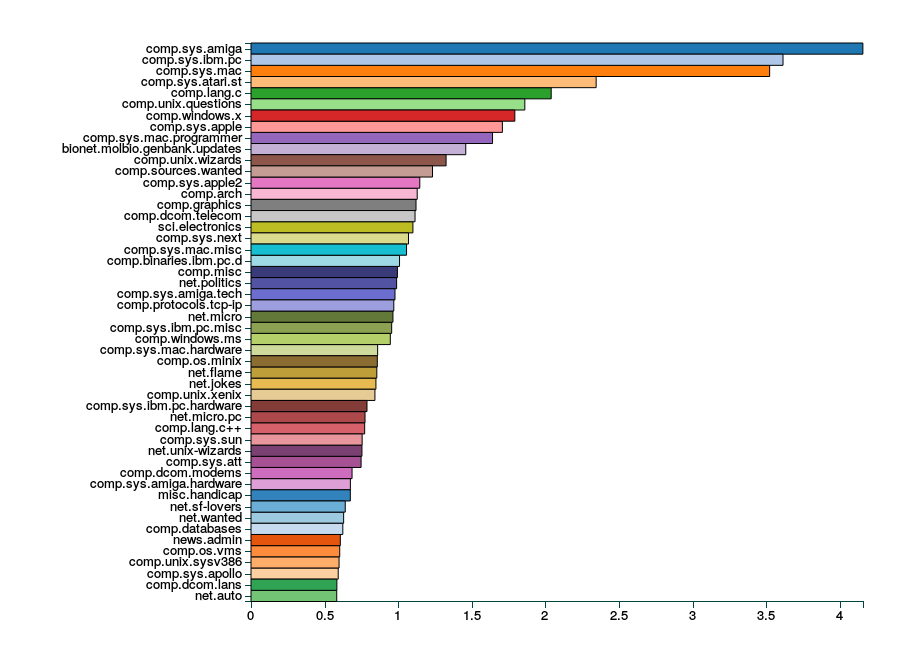 comp.sys.amiga
comp.sys.ibm.pc
comp.sys.mac
comp.sys.atari.st
comp.lang.c
comp.unix.questions
comp.windows.x
comp.sys.apple
comp.sys.mac.programmer
bionet.molbio.genbank.updates
comp.unix.wizards
comp.sources.wanted
comp.sys.apple2
comp.arch
comp.graphics
comp.dcom.telecom
sci.electronics
comp.sys.next
comp.sys.mac.misc
comp.binaries.ibm.pc.d
comp.misc
net.politics
comp.sys.amiga.tech
comp.protocols.tcp-ip
net.micro
comp.sys.ibm.pc.misc
comp.windows.ms
comp.sys.mac.hardware
comp.os.minix
net.flame
net.jokes
comp.unix.xenix
comp.sys.ibm.pc.hardware
net.micro.pc
comp.lang.c++
comp.sys.sun
net.unix-wizards
comp.sys.att
comp.dcom.modems
comp.sys.amiga.hardware
misc.handicap
net.sf-lovers
net.wanted
comp.databases
news.admin
comp.os.vms
comp.unix.sysv386
comp.sys.apollo
comp.dcom.lans
net.auto
0 0.5 1 1.5 2 2.5 3 3.5 4